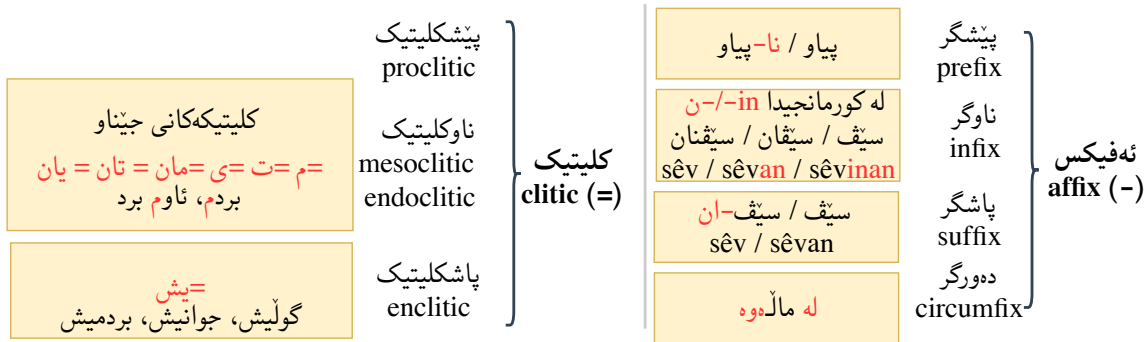 ئەفیکس
affix (-)
پێشگر
prefix
پیاو / نا-پیاو
ناوگر
infix
لە کورمانجیدا in-/-ن
سێڤ / سێڤان / سێڤنان
sêv / sêvan / sêvinan
پاشگر
suffix
سێڤ / سێڤ-ان
sêv / sêvan
دەورگر
circumfix
لە ماڵـەوە
کلیتیک
clitic (=)
پێشکلیتیک
proclitic
ناوکلیتیک
mesoclitic
endoclitic
کلیتیکەکانی جێناو
=م =ت =ی =مان = تان = یان
بردم، ئاوم برد
پاشکلیتیک
enclitic
=یش
گوڵیش، جوانیش، بردمیش